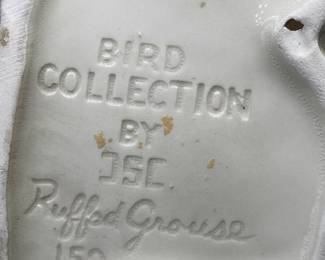 BIRD
COLLECTION
BY
JSC.
Ruffed Grouse